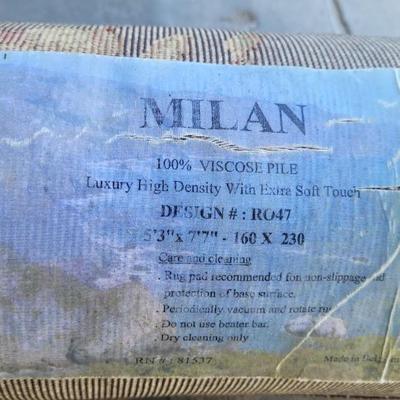 MILAN
100% VISCOSE PILE
Luxury High Density With Extra Soft Touch
DESIGN # : RO47
5'3" x 7'7" - 160 X 230
Care and cleaning
. Rug pad recommended for non-slippage
protection of base surface.
. Periodically vacuum and rotate
. Do not use beater bar.
. Dry cleaning only
RN # : 81537
Made in